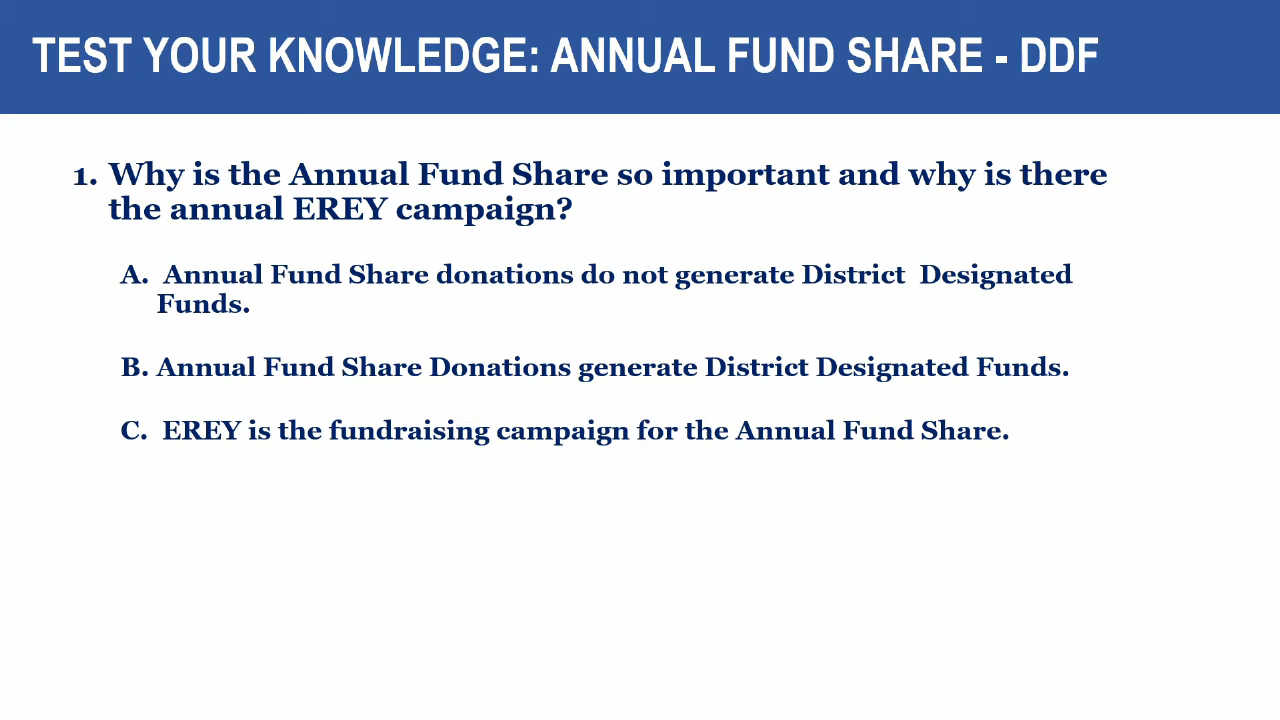 TEST YOUR KNOWLEDGE: ANNUAL FUND SHARE - DDF
1. Why is the Annual Fund Share so important and why is there
the annual EREY campaign?
A. Annual Fund Share donations do not generate District Designated
Funds.
B. Annual Fund Share Donations generate District Designated Funds.
C. EREY is the fundraising campaign for the Annual Fund Share.